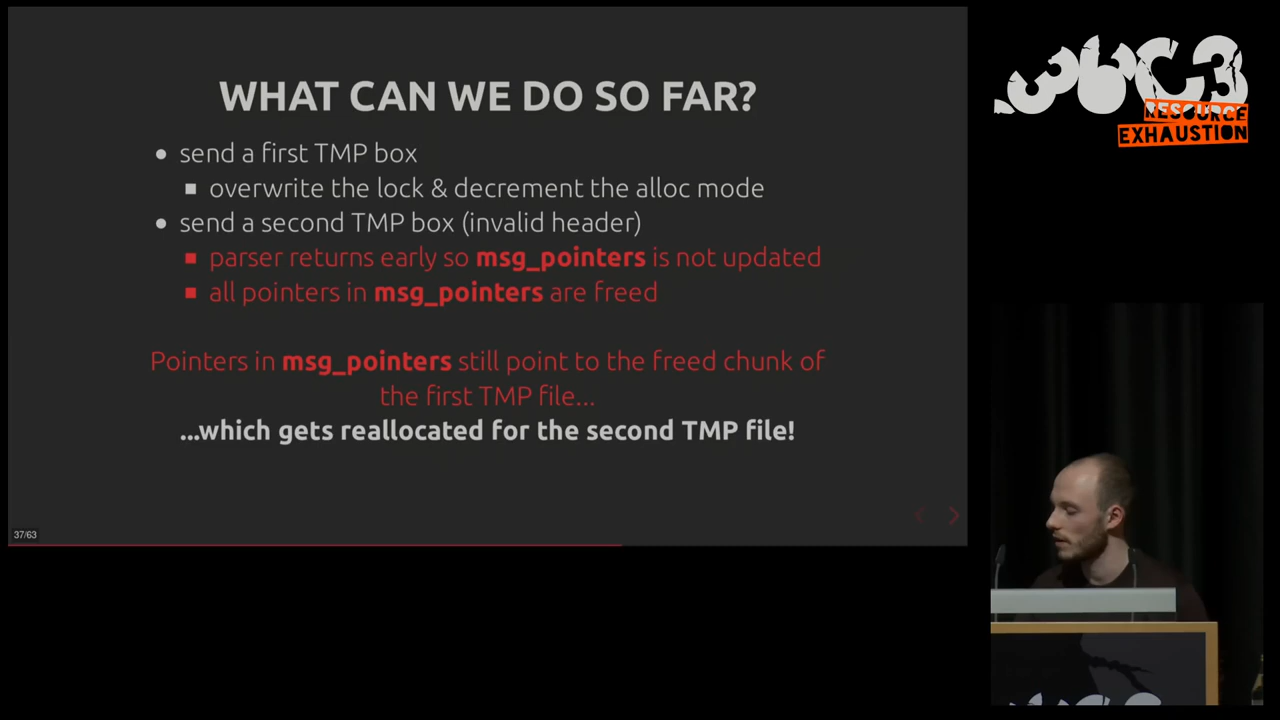 WHAT CAN WE DO SO FAR?
send a first TMP box
overwrite the lock & decrement the alloc mode
send a second TMP box (invalid header)
parser returns early so msg_pointers is not updated
all pointers in msg_pointers are freed
Pointers in msg_pointers still point to the freed chunk of
the first TMP file...
...which gets reallocated for the second TMP file!
37/63
36C3
RESOURCE
EXHAUSTION